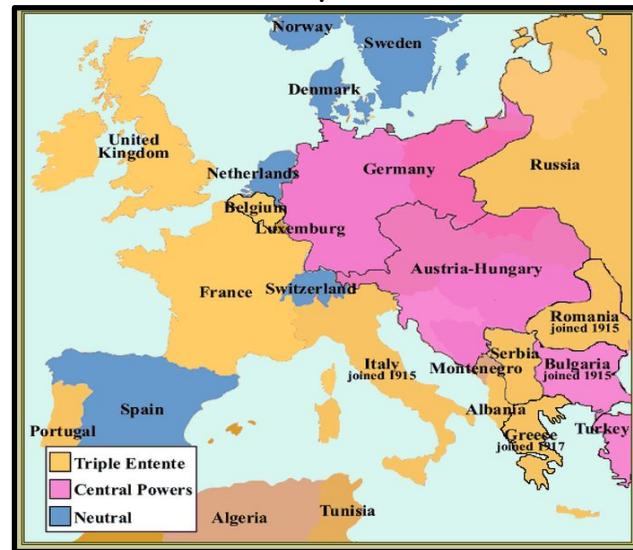 Norway
Sweden
Denmark
United
Kingdom
Netherlands
Germany
Russia
Belgium
Luxemburg
Austria-Hungary
France
Switzerland
Romania
joined 1915
Serbia
Italy
joined 1915
Montenegro
Bulgaria
joined 1915
Spain
Albania
Portugal
Greece
joined 1917
Turkey
Triple Entente
Central Powers
Neutral
Algeria
Tunisia